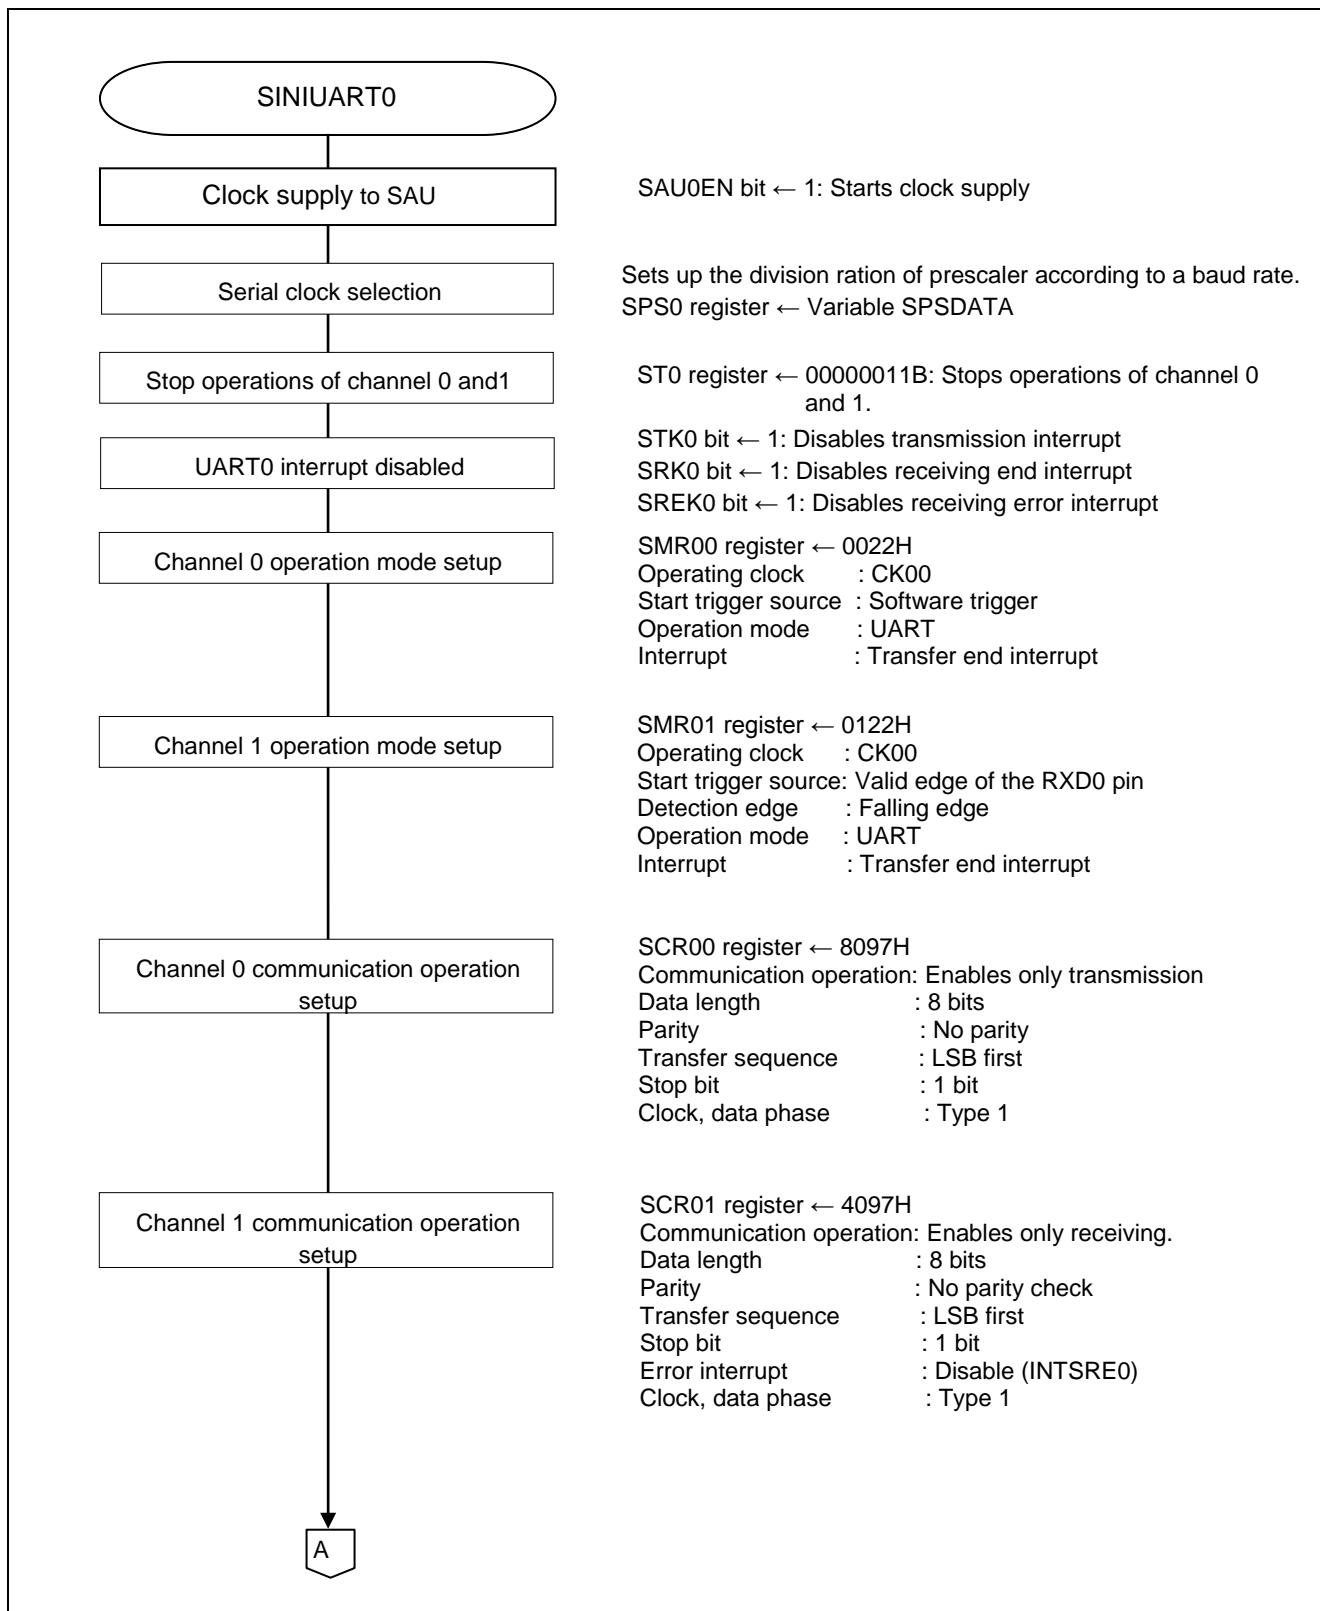 SINIUART0
Clock supply to SAU
SAU0EN bit ← 1: Starts clock supply
Serial clock selection
Sets up the division ration of prescaler according to a baud rate.
SPS0 register ← Variable SPSDATA
Stop operations of channel 0 and1
ST0 register ← 00000011B: Stops operations of channel 0
and 1.
UART0 interrupt disabled
STK0 bit ← 1: Disables transmission interrupt
SRK0 bit ← 1: Disables receiving end interrupt
SREK0 bit ← 1: Disables receiving error interrupt
Channel 0 operation mode setup
SMR00 register ← 0022H
Operating clock : CK00
Start trigger source : Software trigger
Operation mode : UART
Interrupt : Transfer end interrupt
Channel 1 operation mode setup
SMR01 register ← 0122H
Operating clock : CK00
Start trigger source: Valid edge of the RXD0 pin
Detection edge : Falling edge
Operation mode : UART
Interrupt : Transfer end interrupt
Channel 0 communication operation
setup
SCR00 register ← 8097H
Communication operation: Enables only transmission
Data length : 8 bits
Parity : No parity
Transfer sequence : LSB first
Stop bit : 1 bit
Clock, data phase : Type 1
Channel 1 communication operation
setup
SCR01 register ← 4097H
Communication operation: Enables only receiving.
Data length : 8 bits
Parity : No parity check
Transfer sequence : LSB first
Stop bit : 1 bit
Error interrupt : Disable (INTSRE0)
Clock, data phase : Type 1
A